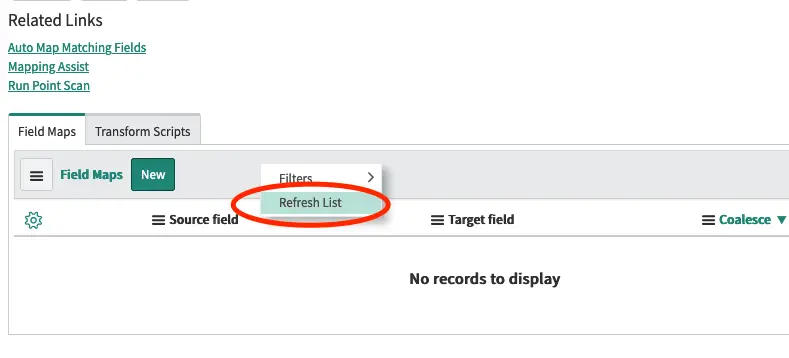 Related Links
Auto Map Matching Fields
Mapping Assist
Run Point Scan
Field Maps Transform Scripts
Field Maps New
Filters
Refresh List
Source field Target field Coalesce
No records to display